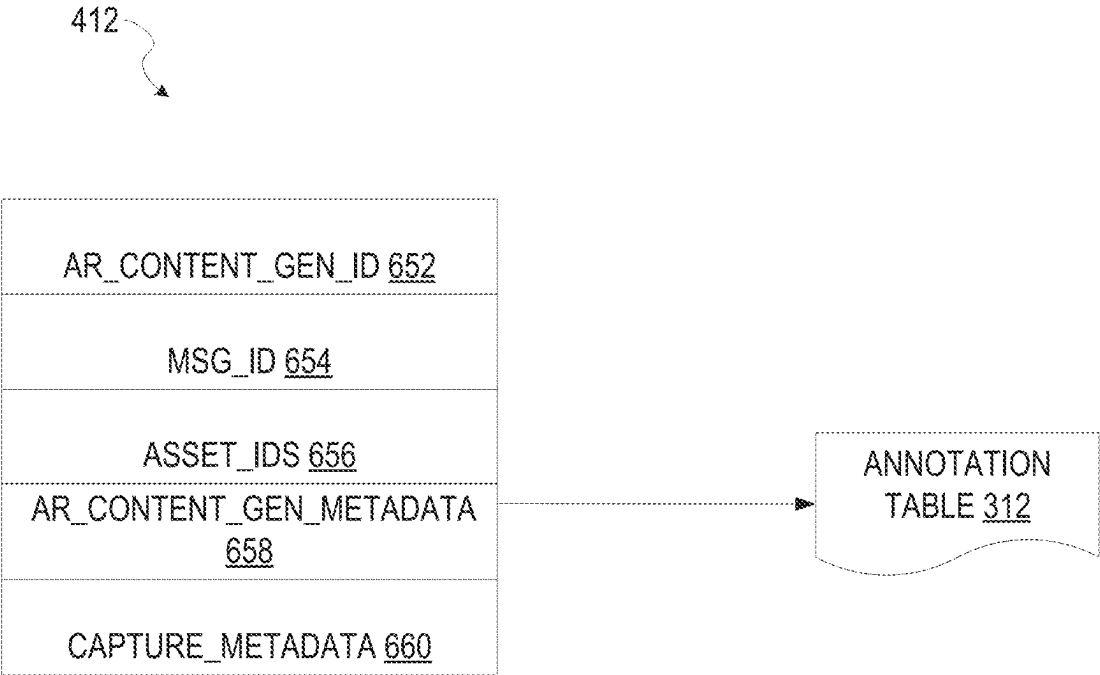 412
AR_CONTENT_GEN_ID 652
MSG_ID 654
ASSET_IDS 656
AR_CONTENT_GEN_METADATA
658
CAPTURE_METADATA 660
ANNOTATION
TABLE 312